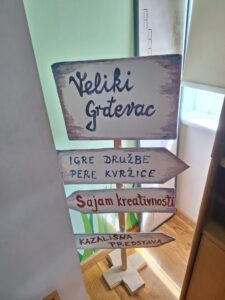 Veliki
Grđevac
IGRE DRUŽBE
PERE KVRŽICE
Sajam kreativnosti
KAZALIŠNA
PREDSTAVA